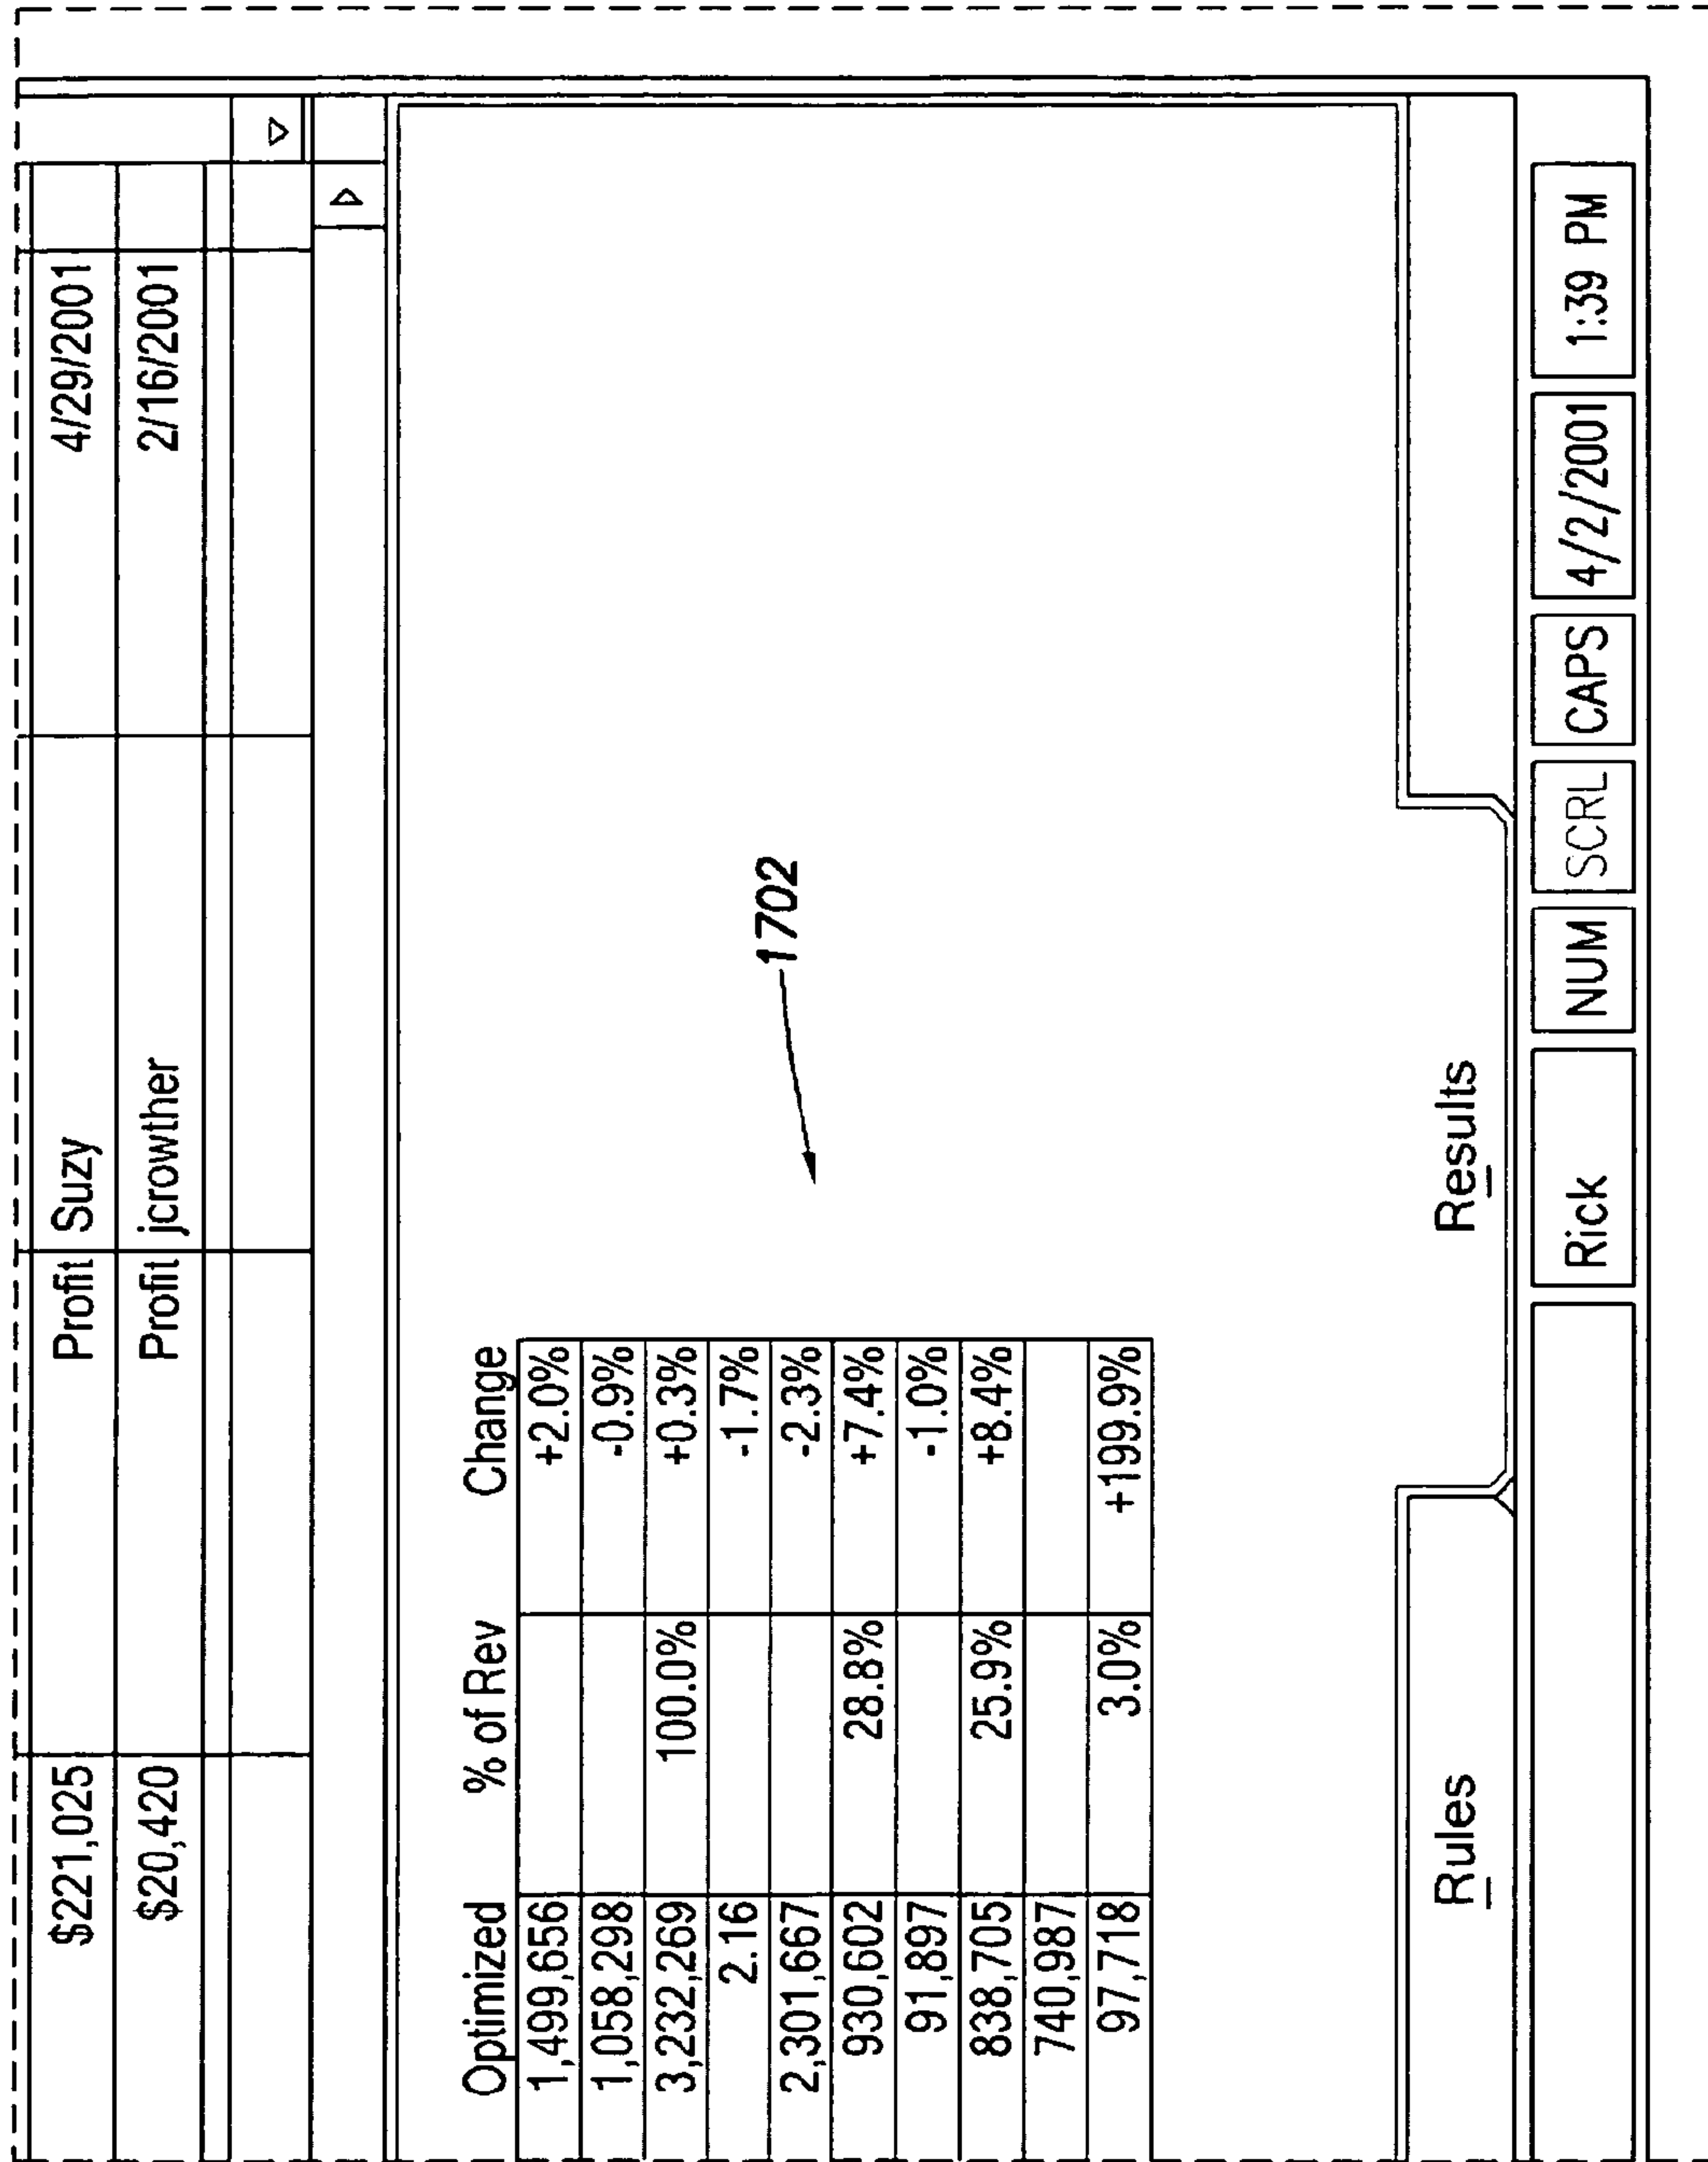 $221,025 Profit Suzy 4/29/2001
$20,420 Profit jcrowther 2/16/2001
Optimized % of Rev Change
1,499,656 +2.0%
1,058,298 -0.9%
3,232,269 100.0% +0.3%
2.16 -1.7%
2,301,667 -2.3%
930,602 28.8% +7.4%
91,897 -1.0%
838,705 25.9% +8.4%
740,987
97,718 3.0% +199.9%
1702
Rules Results
Rick NUM SCRL CAPS 4/2/2001 1:39 PM